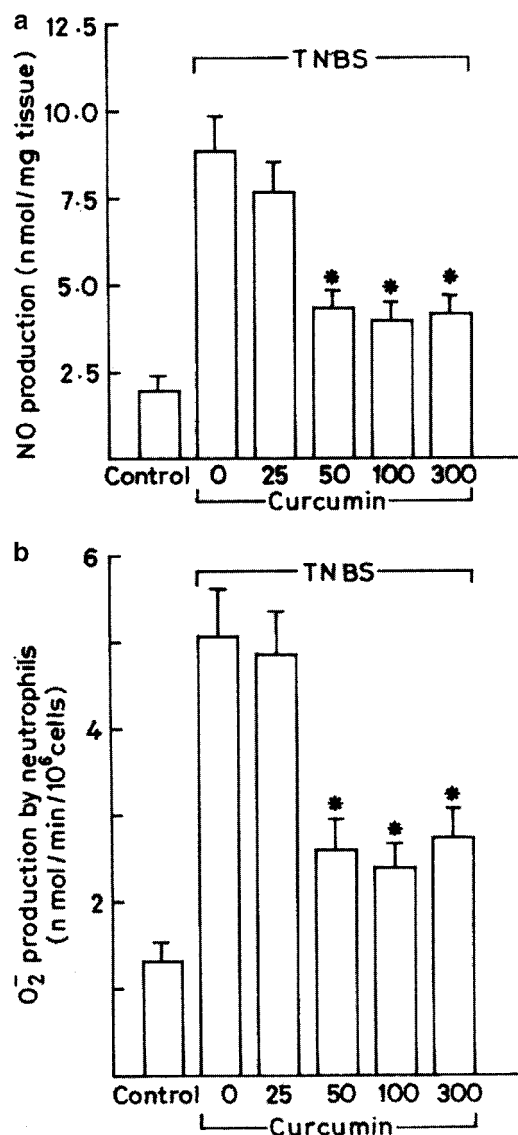 a
12.5
TNBS
10.0
7.5
5.0
2.5
NO production (nmol/mg tissue)
* * *
Control 0 25 50 100 300
Curcumin
b
6
TNBS
4
2
O₂⁻ production by neutrophils
(n mol/min/10⁶cells)
* * *
Control 0 25 50 100 300
Curcumin